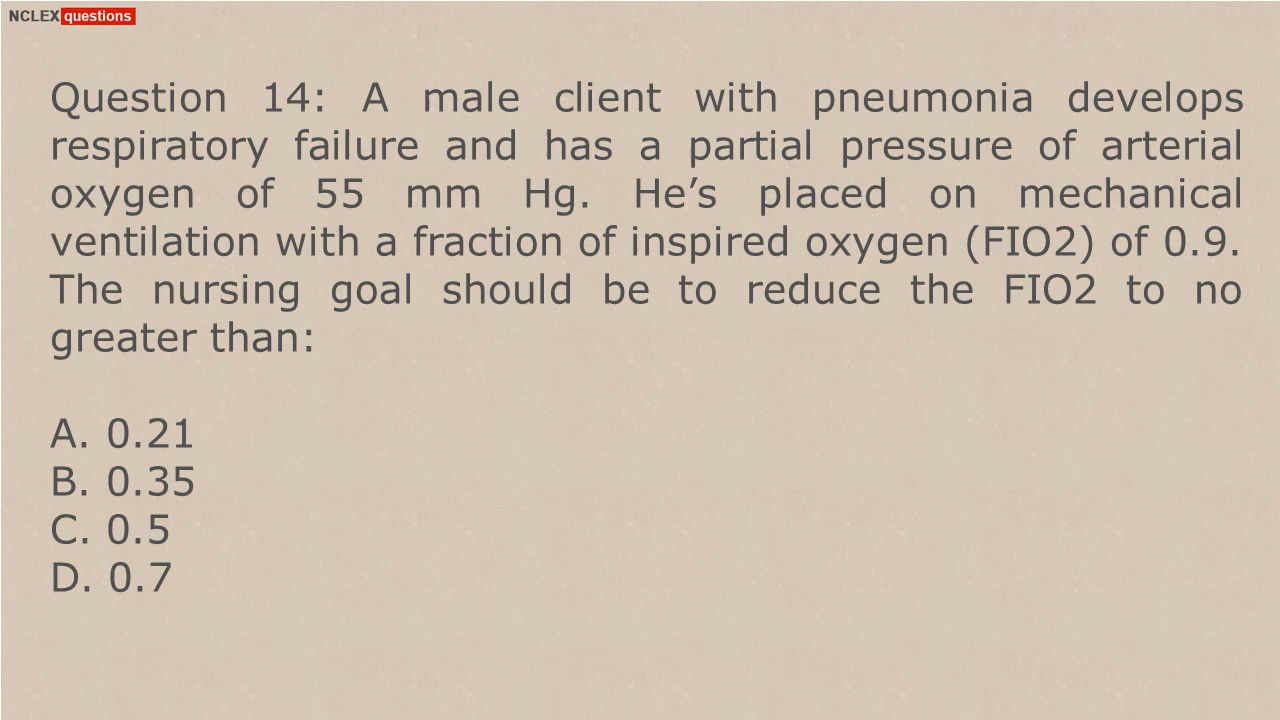 NCLEX questions
Question 14: A male client with pneumonia develops
respiratory failure and has a partial pressure of arterial
oxygen of 55 mm Hg. He’s placed on mechanical
ventilation with a fraction of inspired oxygen (FIO2) of 0.9.
The nursing goal should be to reduce the FIO2 to no
greater than:
A. 0.21
B. 0.35
C. 0.5
D. 0.7